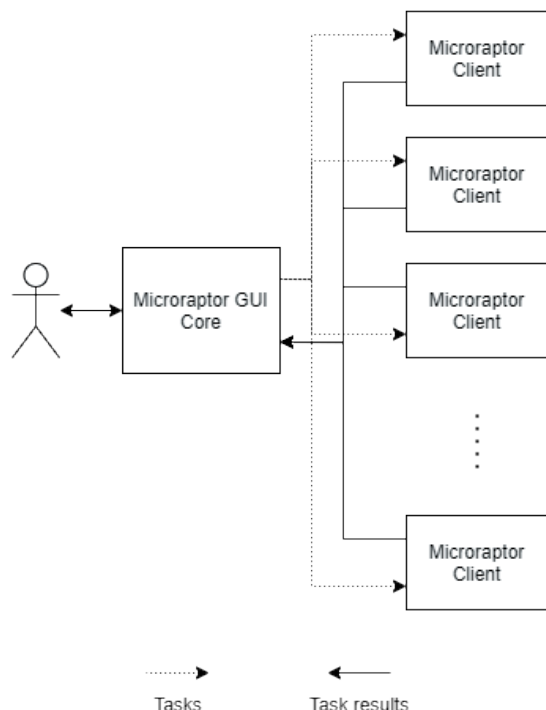 Microraptor
Client
Microraptor
Client
Microraptor GUI
Core
Microraptor
Client
Microraptor
Client
Tasks
Task results